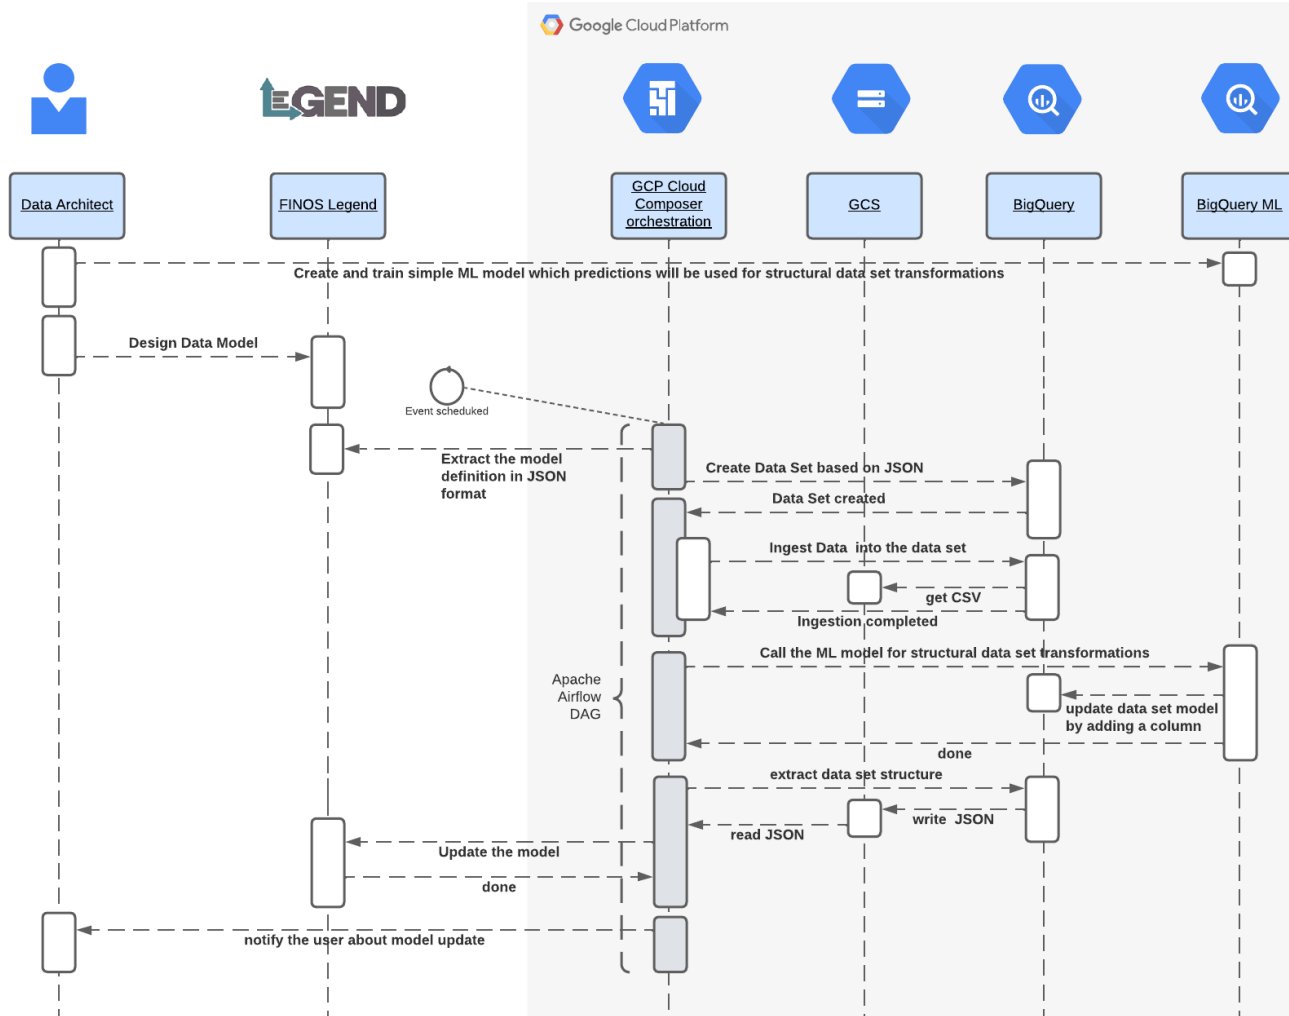 Google Cloud Platform
LEGEND
Data Architect
FINOS Legend
GCP Cloud
Composer
orchestration
GCS
BigQuery
BigQuery ML
Create and train simple ML model which predictions will be used for structural data set transformations
Design Data Model
Event scheduked
Extract the model
definition in JSON
format
Create Data Set based on JSON
Data Set created
Ingest Data into the data set
get CSV
Ingestion completed
Call the ML model for structural data set transformations
Apache
Airflow
DAG
update data set model
by adding a column
done
extract data set structure
write JSON
read JSON
Update the model
done
notify the user about model update